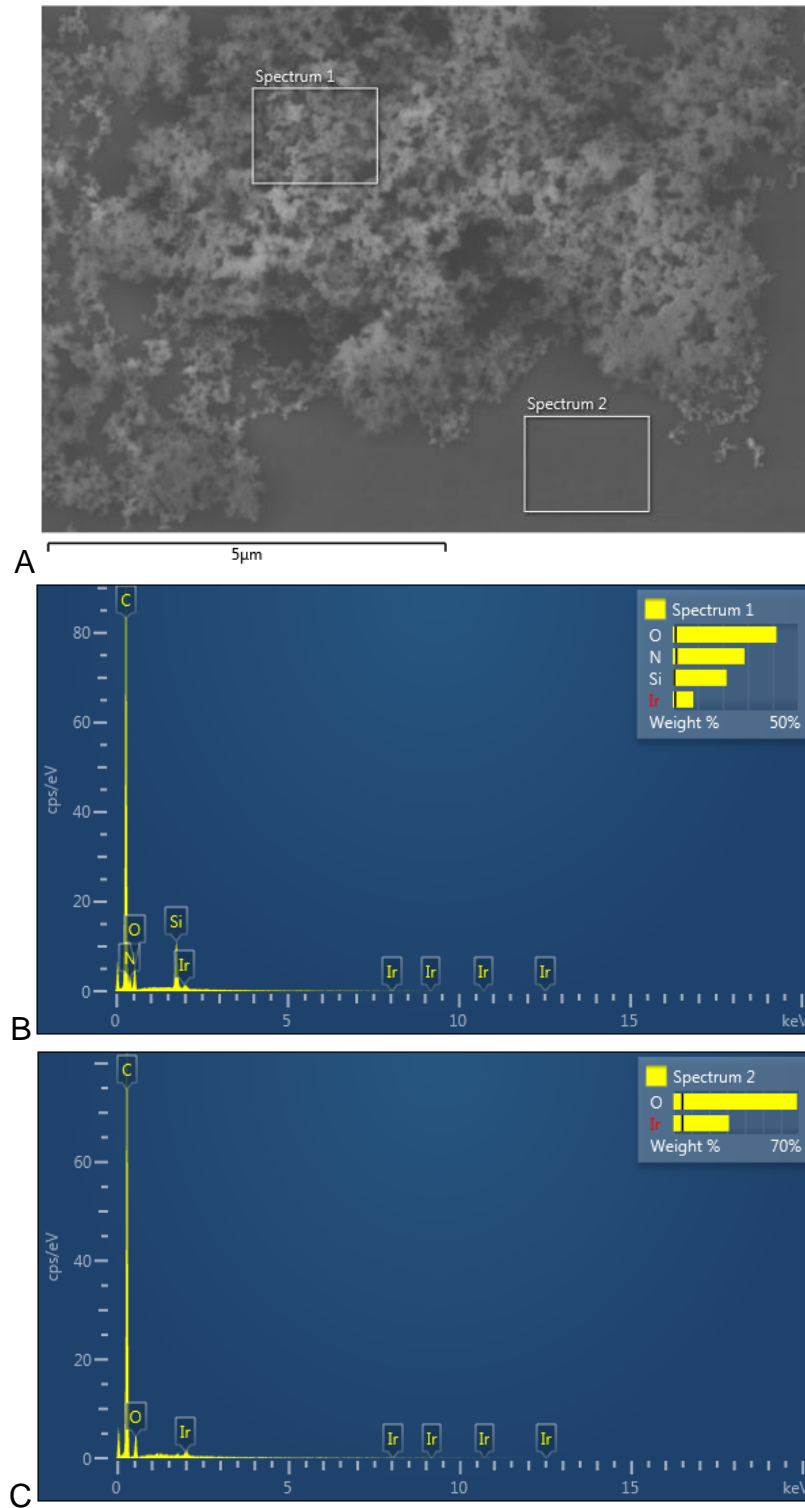 Spectrum 1
Spectrum 2
A
5µm
C
Spectrum 1
O
N
Si
Ir
Weight % 50%
80
60
40
20
0
cps/eV
O
N
Si
Ir
Ir
Ir
Ir
Ir
0 5 10 15 keV
B
C
Spectrum 2
O
Ir
Weight % 70%
60
40
20
0
cps/eV
O
Ir
Ir
Ir
Ir
Ir
0 5 10 15 keV
C